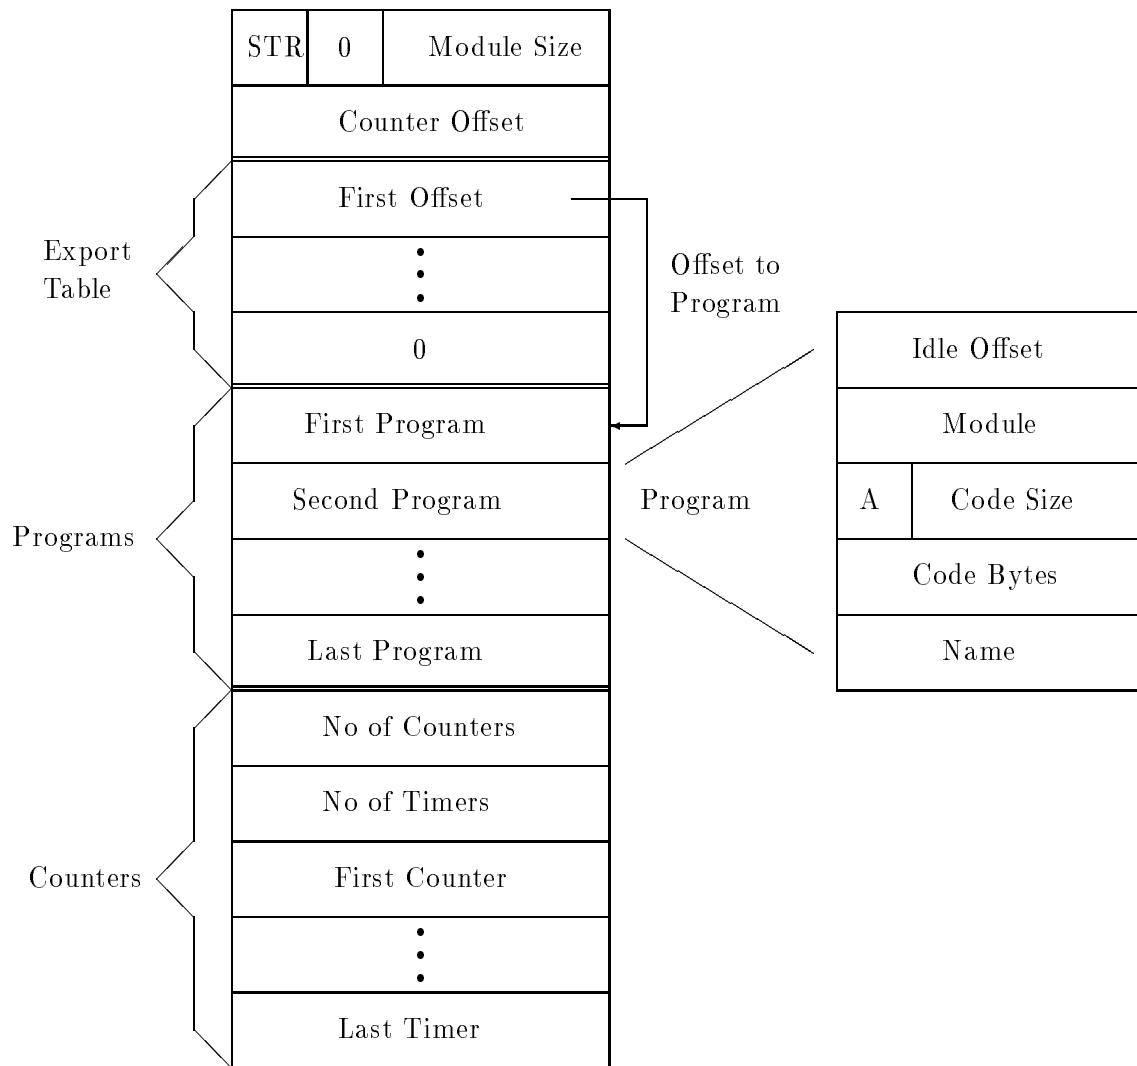 STR 0 Module Size
Counter Offset
First Offset
Export
Table
0
Offset to
Program
First Program
Second Program
Programs
Last Program
Program
Idle Offset
Module
A Code Size
Code Bytes
Name
No of Counters
No of Timers
Counters
First Counter
Last Timer